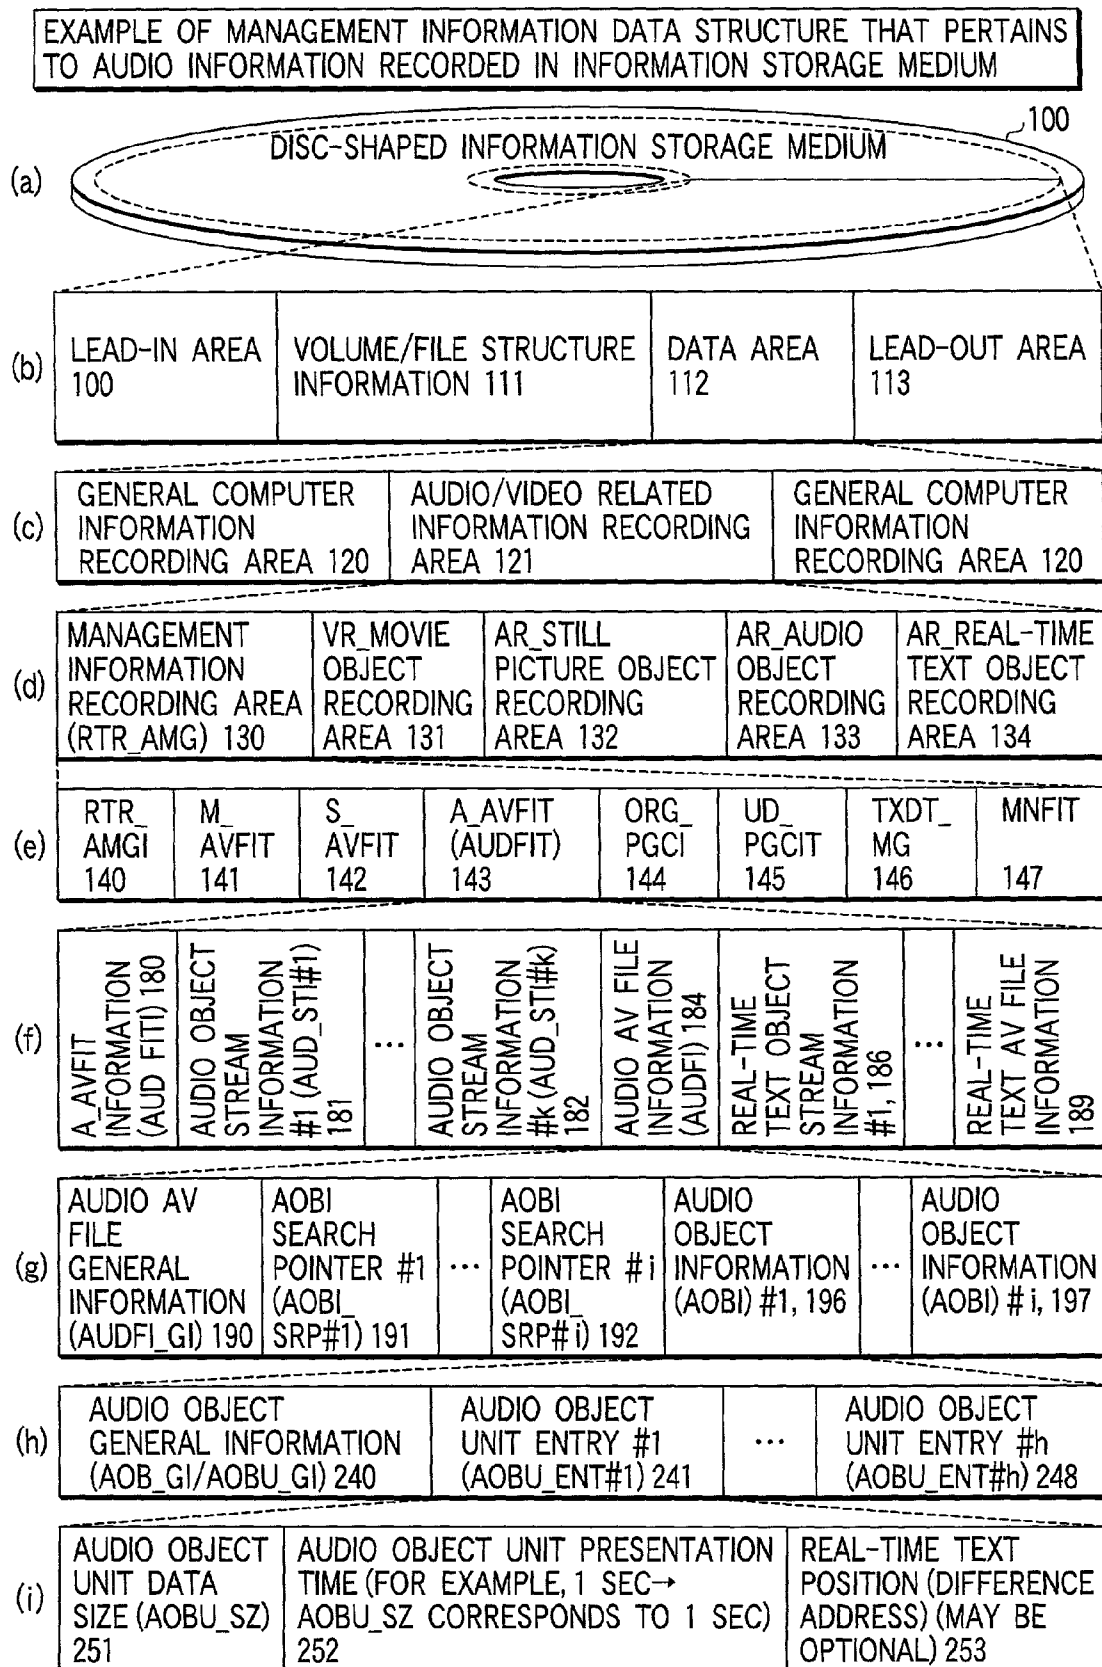 EXAMPLE OF MANAGEMENT INFORMATION DATA STRUCTURE THAT PERTAINS
TO AUDIO INFORMATION RECORDED IN INFORMATION STORAGE MEDIUM
100
DISC-SHAPED INFORMATION STORAGE MEDIUM
(a)
(b)
LEAD-IN AREA
100
VOLUME/FILE STRUCTURE
INFORMATION 111
DATA AREA
112
LEAD-OUT AREA
113
(c)
GENERAL COMPUTER
INFORMATION
RECORDING AREA 120
AUDIO/VIDEO RELATED
INFORMATION RECORDING
AREA 121
GENERAL COMPUTER
INFORMATION
RECORDING AREA 120
(d)
MANAGEMENT
INFORMATION
RECORDING AREA
(RTR_AMG) 130
VR_MOVIE
OBJECT
RECORDING
AREA 131
AR_STILL
PICTURE OBJECT
RECORDING
AREA 132
AR_AUDIO
OBJECT
RECORDING
AREA 133
AR_REAL-TIME
TEXT OBJECT
RECORDING
AREA 134
(e)
RTR_
AMGI
140
M_
AVFIT
141
S_
AVFIT
142
A_AVFIT
(AUDFIT)
143
ORG_
PGCI
144
UD_
PGCIT
145
TXDT_
MG
146
MNFIT
147
(f)
A_AVFIT
INFORMATION
(AUD FITI) 180
AUDIO OBJECT
STREAM
INFORMATION
#1 (AUD_STI#1)
181
...
AUDIO OBJECT
STREAM
INFORMATION
#k (AUD_STI#k)
182
AUDIO AV FILE
INFORMATION
(AUDFI) 184
REAL-TIME
TEXT OBJECT
STREAM
INFORMATION
#1, 186
...
REAL-TIME
TEXT AV FILE
INFORMATION
189
(g)
AUDIO AV
FILE
GENERAL
INFORMATION
(AUDFI_GI) 190
AOBI
SEARCH
POINTER #1
(AOBI_
SRP#1) 191
...
AOBI
SEARCH
POINTER #i
(AOBI_
SRP#i) 192
AUDIO
OBJECT
INFORMATION
(AOBI) #1, 196
...
AUDIO
OBJECT
INFORMATION
(AOBI) #i, 197
(h)
AUDIO OBJECT
GENERAL INFORMATION
(AOB_GI/AOBU_GI) 240
AUDIO OBJECT
UNIT ENTRY #1
(AOBU_ENT#1) 241
...
AUDIO OBJECT
UNIT ENTRY #h
(AOBU_ENT#h) 248
(i)
AUDIO OBJECT
UNIT DATA
SIZE (AOBU_SZ)
251
AUDIO OBJECT UNIT PRESENTATION
TIME (FOR EXAMPLE, 1 SEC→
AOBU_SZ CORRESPONDS TO 1 SEC)
252
REAL-TIME TEXT
POSITION (DIFFERENCE
ADDRESS) (MAY BE
OPTIONAL) 253